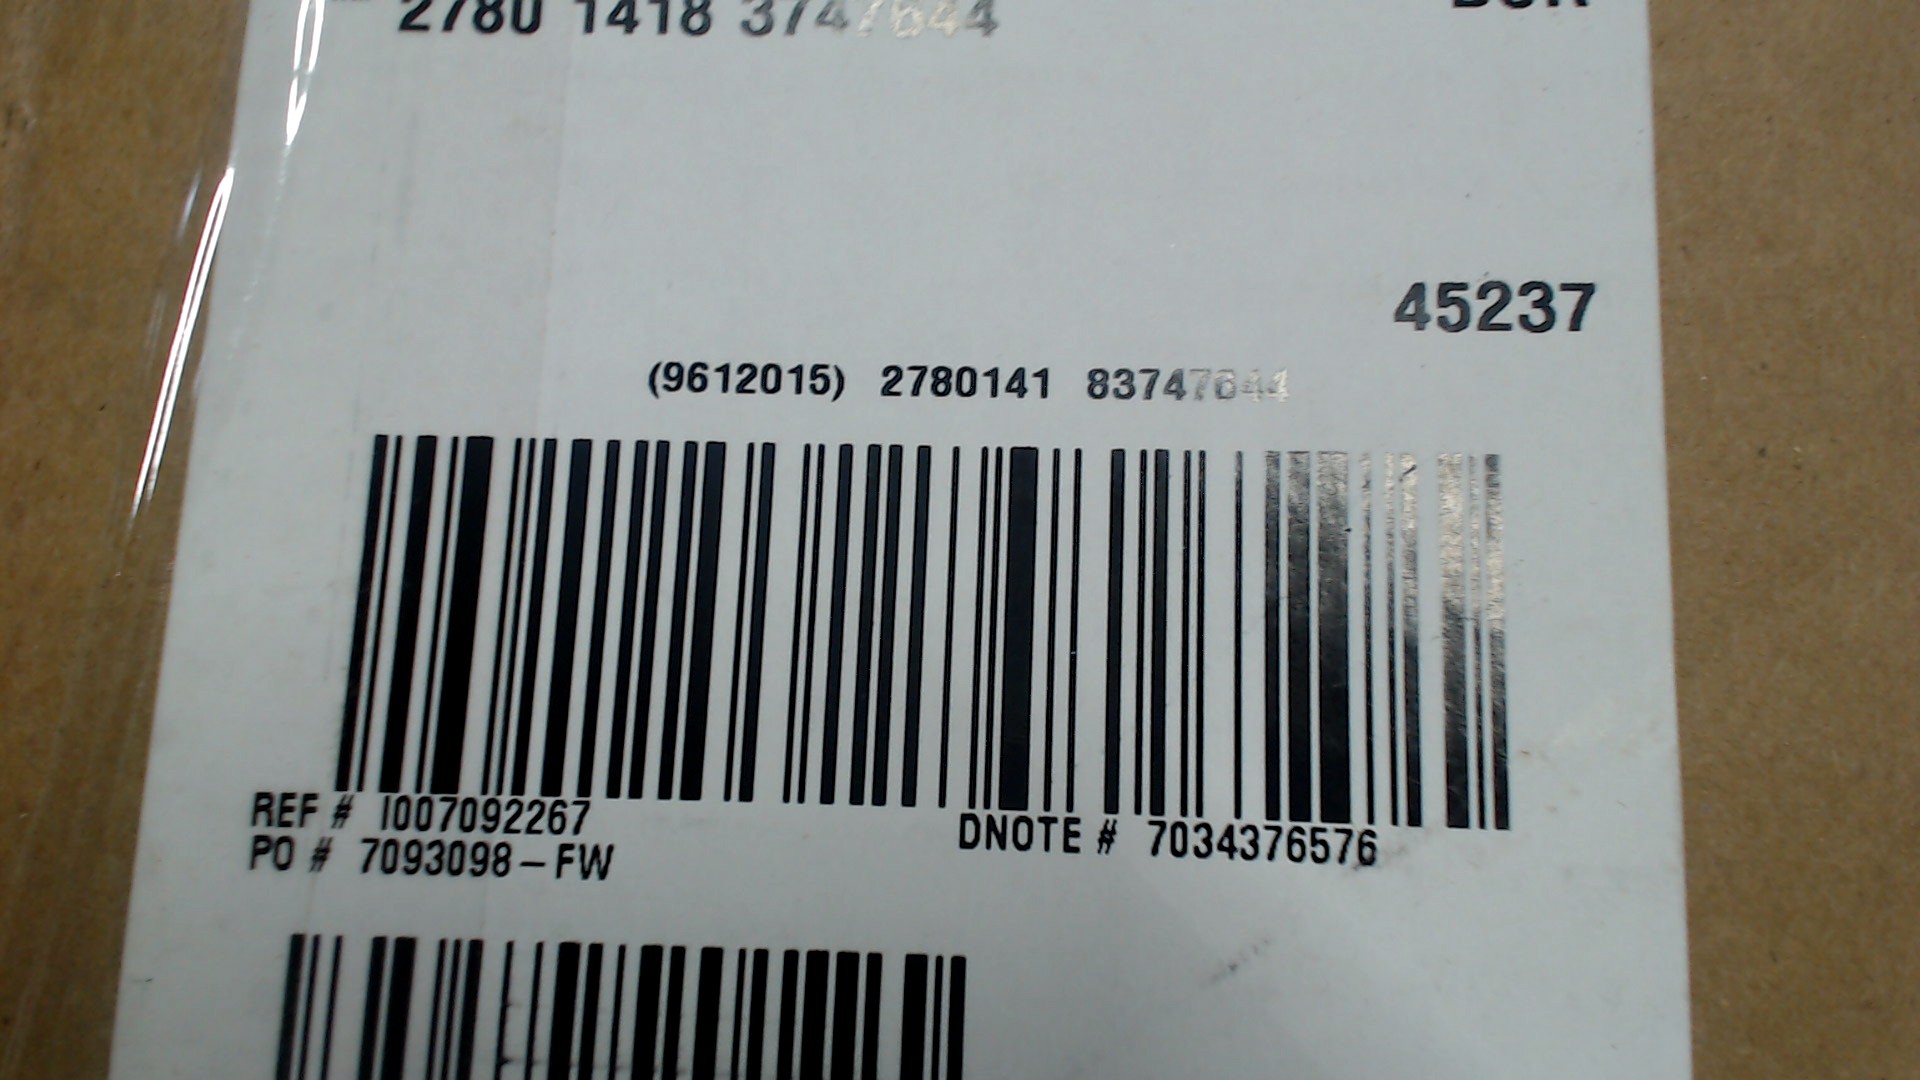 2780 1418 3747644
45237
(9612015) 2780141 83747644
REF # I007092267
PO # 7093098-FW
DNOTE # 7034376576